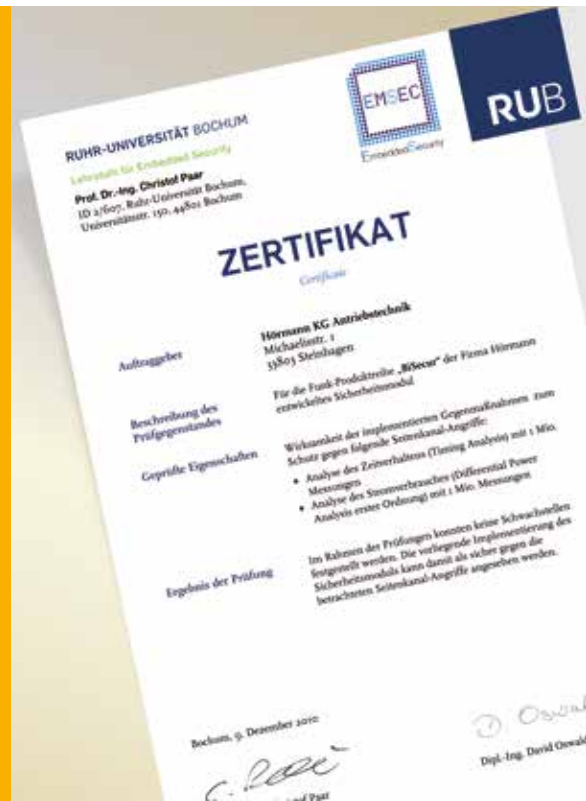 RUHR-UNIVERSITÄT BOCHUM
Lehrstuhl für Embedded Security
Prof. Dr.-Ing. Christof Paar
ID 2/607, Ruhr-Universität Bochum,
Universitätsstr. 150, 44801 Bochum
EMSEC
EmbeddedSecurity
RUB
ZERTIFIKAT
Certificate
Auftraggeber
Hörmann KG Antriebstechnik
Michaelisstr. 1
33803 Steinhagen
Beschreibung des
Prüfgegenstandes
Für die Funk-Produktreihe „BiSecur“ der Firma Hörmann
entwickeltes Sicherheitsmodul
Geprüfte Eigenschaften
Wirksamkeit der implementierten Gegenmaßnahmen zum
Schutz gegen folgende Seitenkanal-Angriffe:
• Analyse des Zeitverhaltens (Timing Analysis) mit 1 Mio.
Messungen
• Analyse des Stromverbrauches (Differential Power
Analysis erster Ordnung) mit 1 Mio. Messungen
Ergebnis der Prüfung
Im Rahmen der Prüfungen konnten keine Schwachstellen
festgestellt werden. Die vorliegende Implementierung des
Sicherheitsmoduls kann damit als sicher gegen die
betrachteten Seitenkanal-Angriffe angesehen werden.
Bochum, 9. Dezember 2010
Paar
D. Oswald
Dipl.-Ing. David Oswald